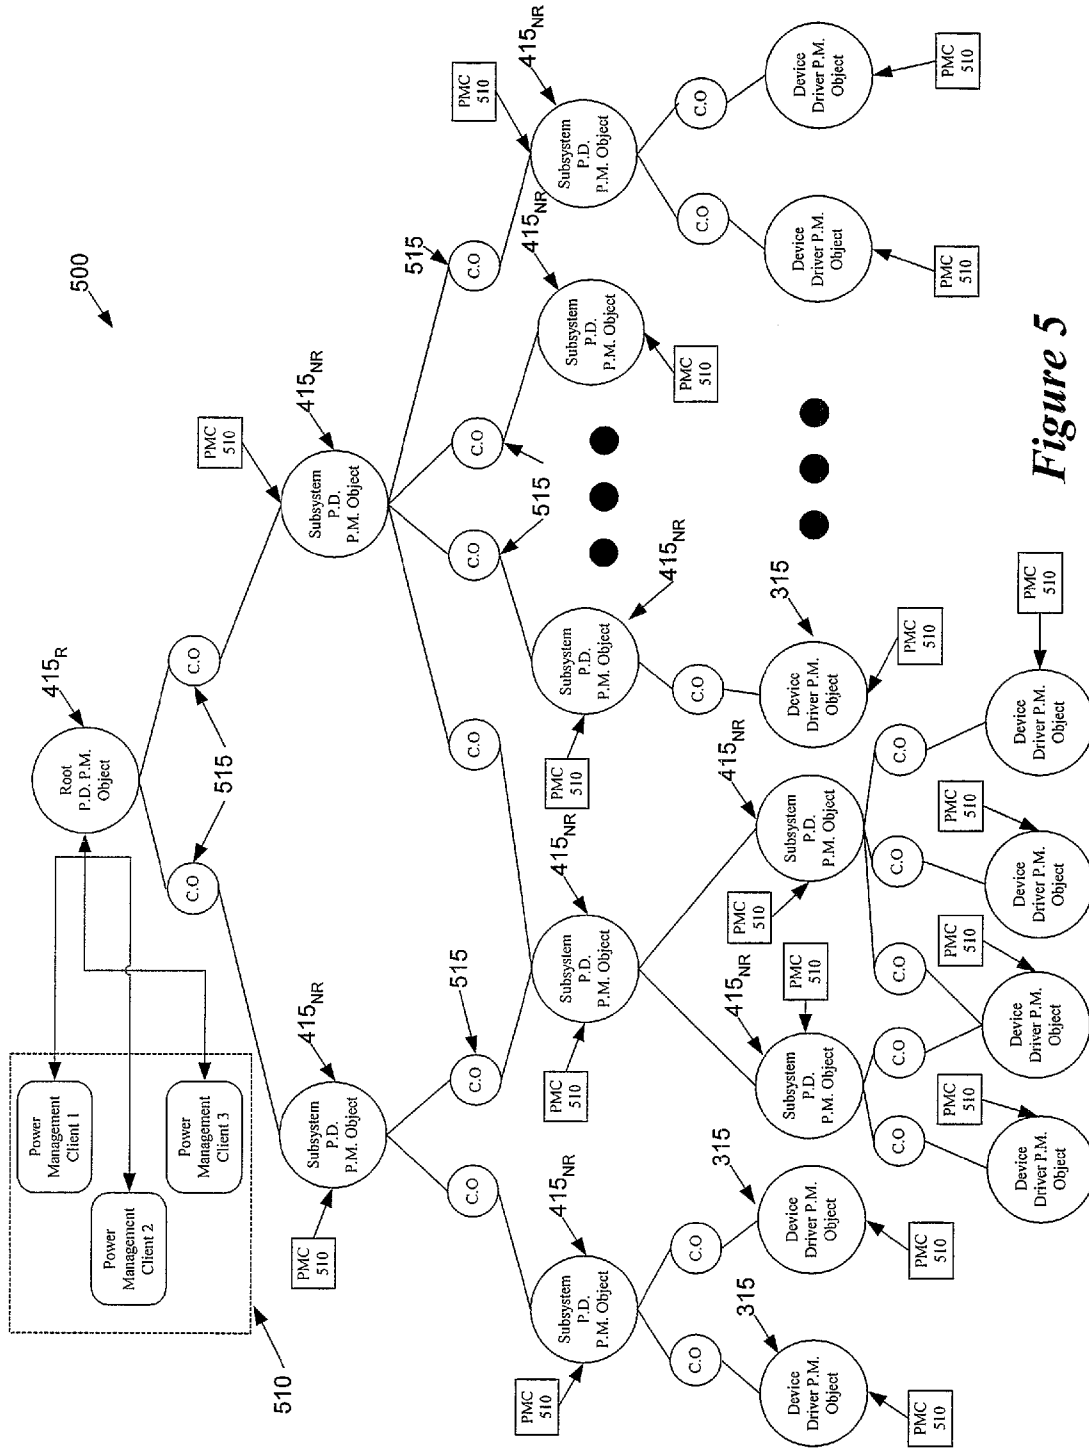 500
Power
Management
Client 1
Power
Management
Client 2
Power
Management
Client 3
510
Root
P.D. P.M.
Object
415R
C.O
515
C.O
PMC
510
Subsystem
P.D.
P.M. Object
415NR
PMC
510
Subsystem
P.D.
P.M. Object
415NR
C.O
C.O
515
C.O
C.O
515
C.O
C.O
515
PMC
510
Subsystem
P.D.
P.M. Object
415NR
PMC
510
Subsystem
P.D.
P.M. Object
415NR
PMC
510
Subsystem
P.D.
P.M. Object
415NR
Subsystem
P.D.
P.M. Object
415NR
PMC
510
PMC
510
Subsystem
P.D.
P.M. Object
415NR
C.O
C.O
C.O
C.O
C.O
Device
Driver P.M.
Object
315
PMC
510
Device
Driver P.M.
Object
315
PMC
510
Subsystem
P.D.
P.M. Object
415NR
PMC
510
Subsystem
P.D.
P.M. Object
415NR
PMC
510
Device
Driver P.M.
Object
315
PMC
510
Device
Driver P.M.
Object
PMC
510
Device
Driver P.M.
Object
PMC
510
C.O
C.O
C.O
C.O
C.O
Device
Driver P.M.
Object
PMC
510
Device
Driver P.M.
Object
PMC
510
Device
Driver P.M.
Object
PMC
510
Device
Driver P.M.
Object
PMC
510
Figure 5